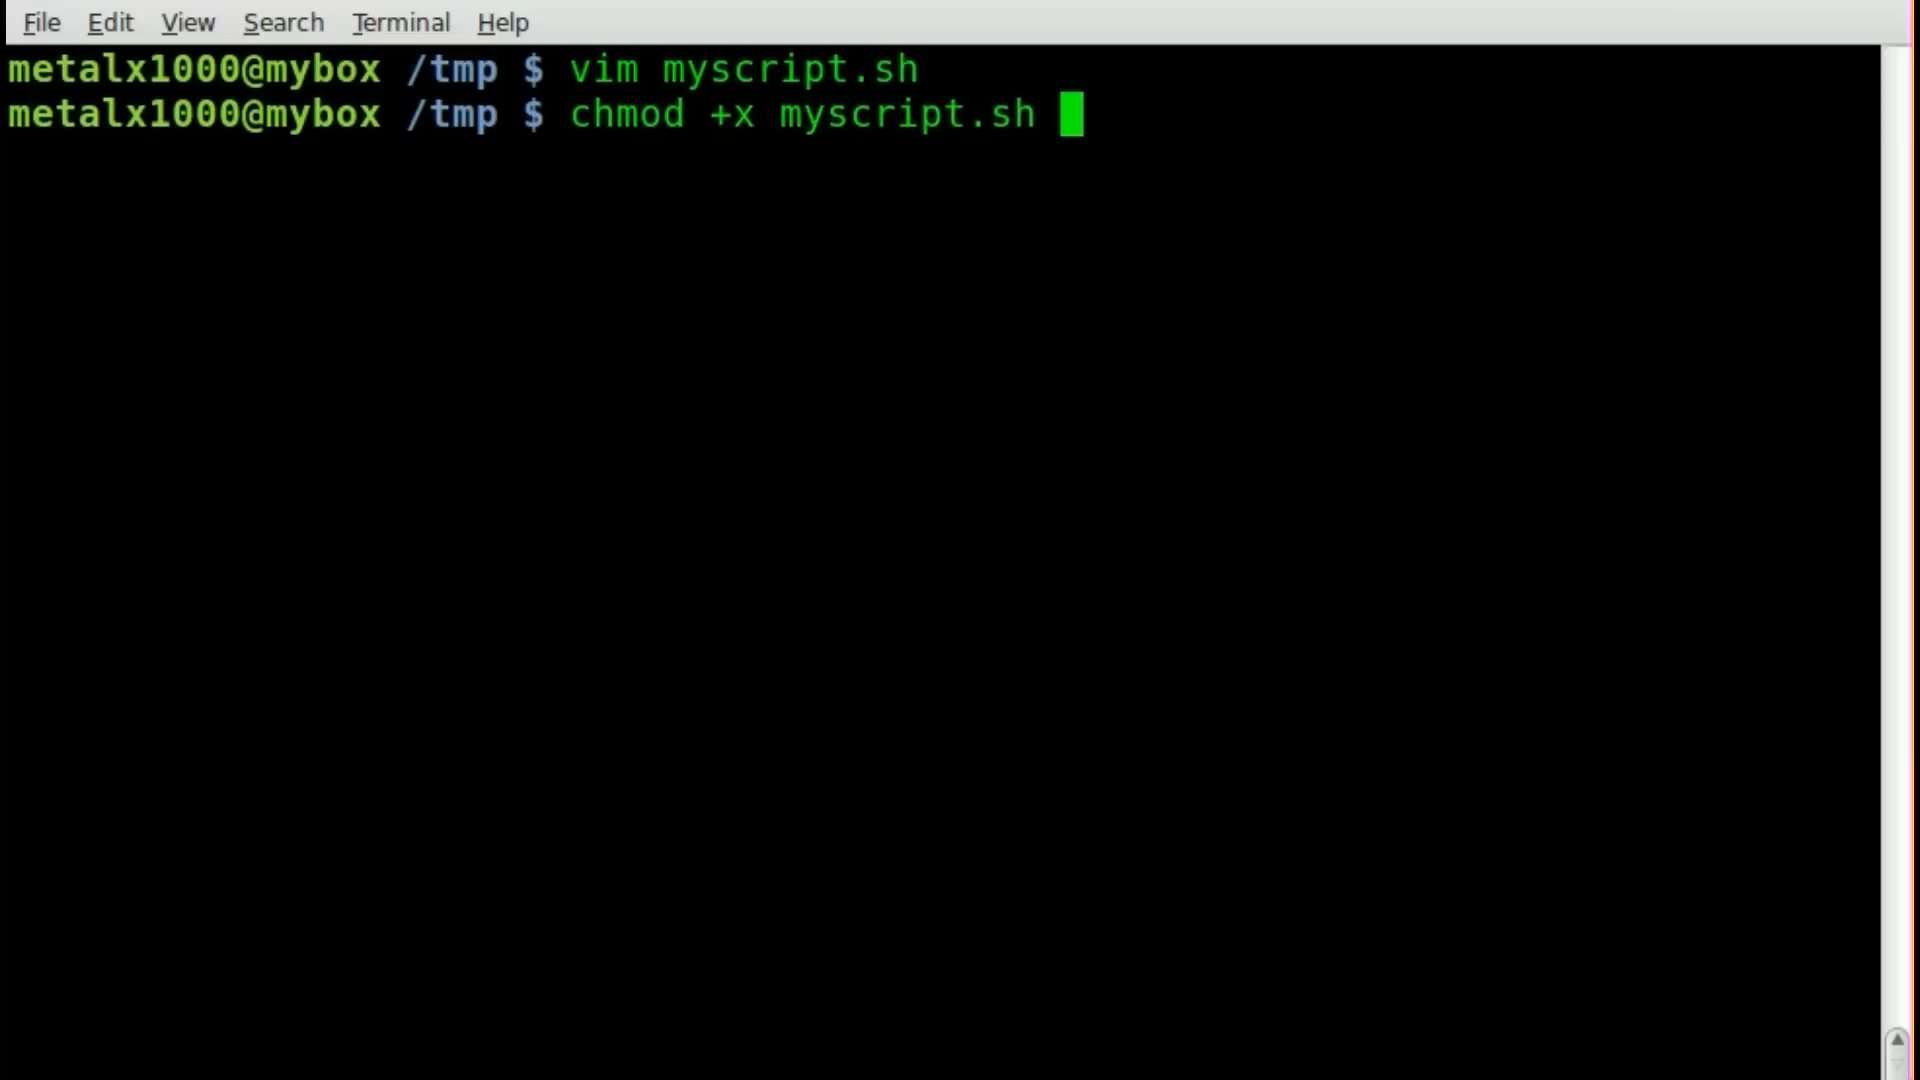 File Edit View Search Terminal Help
metalx1000@mybox /tmp $ vim myscript.sh
metalx1000@mybox /tmp $ chmod +x myscript.sh